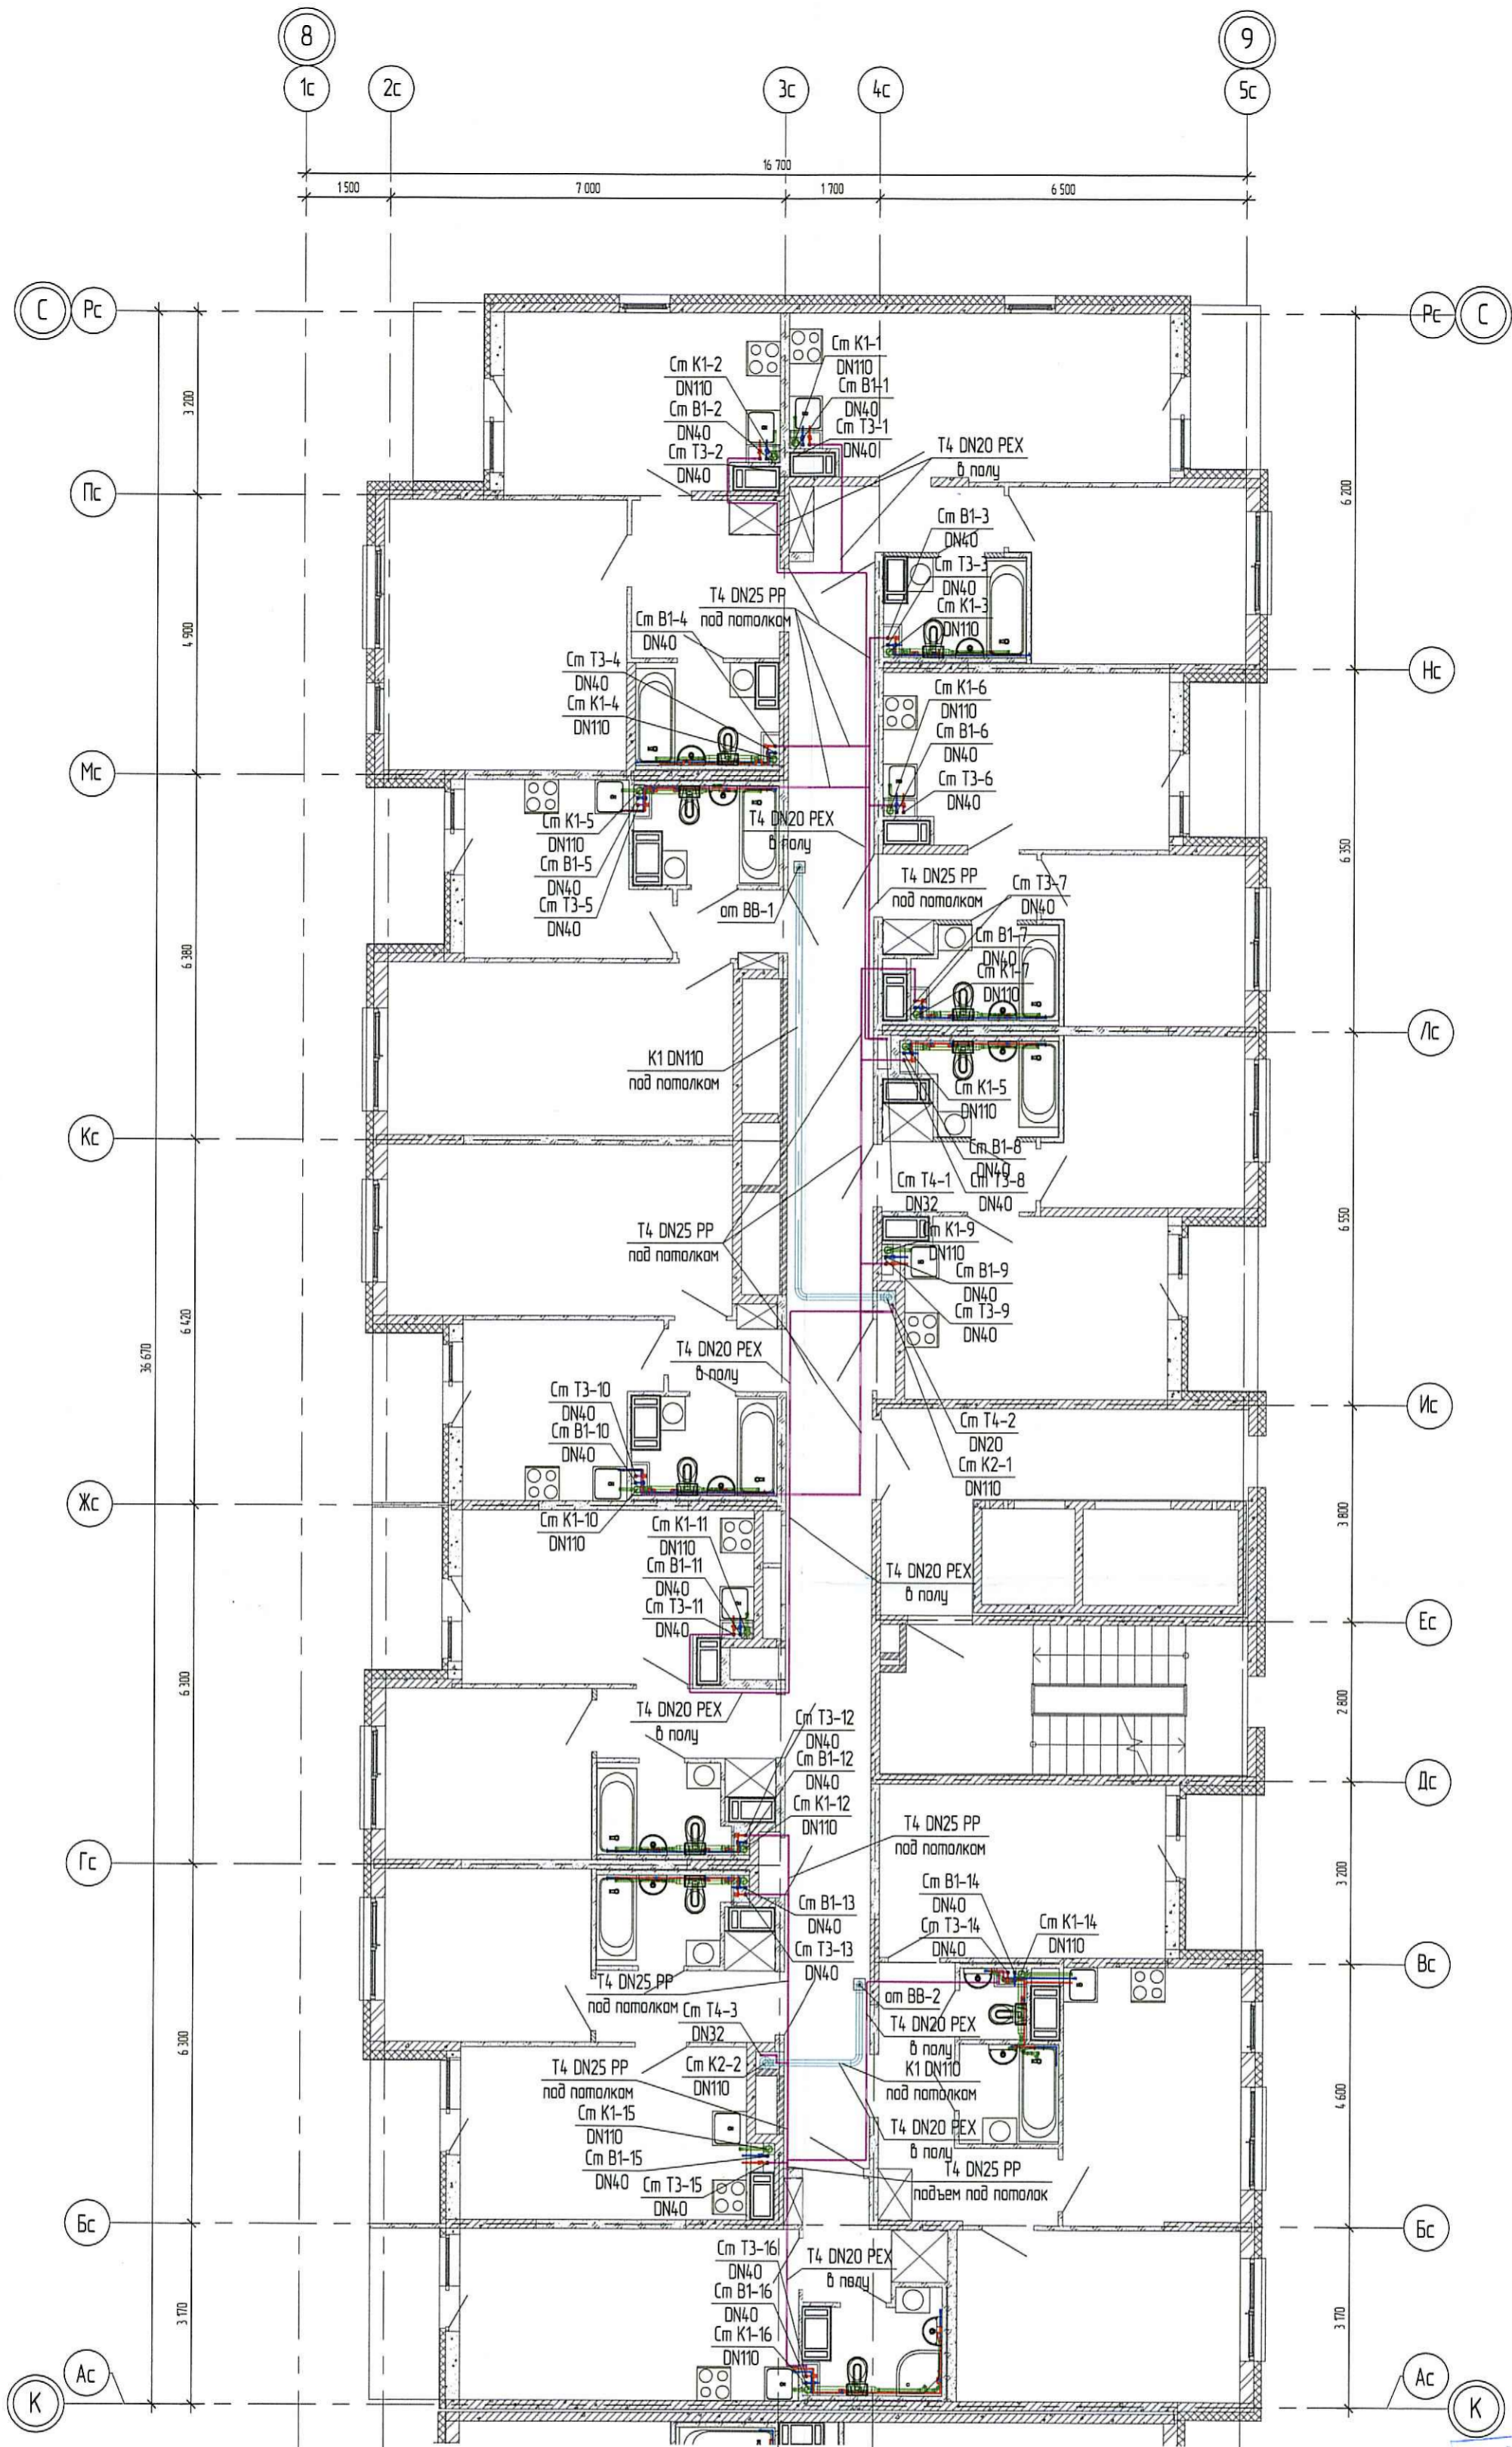 8
9
1с
2с
3с
4с
5с
16 700
1 500
7 000
1 700
6 500
С
Рс
Рс
С
Ст К1-1
DN110
Ст К1-2
DN110
Ст В1-1
DN40
Ст В1-2
DN40
Ст Т3-1
DN40
Ст Т3-2
DN40
3 200
Т4 DN20 PEX
в полу
Пс
6 200
Ст В1-3
DN40
Ст Т3-3
DN40
Ст К1-3
DN110
Т4 DN25 PP
под потолком
Ст В1-4
DN40
4 900
Ст Т3-4
DN40
Ст К1-4
DN110
Нс
Ст К1-6
DN110
Ст В1-6
DN40
Ст Т3-6
DN40
Мс
Ст К1-5
DN110
Ст В1-5
DN40
Ст Т3-5
DN40
Т4 DN20 PEX
в полу
6 350
Т4 DN25 PP
под потолком
Ст Т3-7
DN40
от ВВ-1
Ст В1-7
DN40
Ст К1-7
DN110
6 380
Лс
К1 DN110
под потолком
Ст К1-5
DN110
Кс
Ст В1-8
DN40
Ст Т4-1
DN32
Ст Т3-8
DN40
Т4 DN25 PP
под потолком
Ст К1-9
DN110
6 550
Ст В1-9
DN40
Ст Т3-9
DN40
6 420
36 670
Т4 DN20 PEX
в полу
Ст Т3-10
DN40
Ст В1-10
DN40
Ис
Ст Т4-2
DN20
Ст К2-1
DN110
Жс
Ст К1-10
DN110
Ст К1-11
DN110
Ст В1-11
DN40
Ст Т3-11
DN40
3 800
Т4 DN20 PEX
в полу
Ес
6 300
Т4 DN20 PEX
в полу
2 800
Ст Т3-12
DN40
Ст В1-12
DN40
Ст К1-12
DN110
Дс
Т4 DN25 PP
под потолком
Гс
3 200
Ст В1-13
DN40
Ст Т3-13
DN40
Ст В1-14
DN40
Ст Т3-14
DN40
Ст К1-14
DN110
Вс
Т4 DN25 PP
под потолком
от ВВ-2
Ст Т4-3
DN32
Т4 DN20 PEX
в полу
6 300
Т4 DN25 PP
под потолком
Ст К2-2
DN110
К1 DN110
под потолком
4 600
Ст К1-15
DN110
Ст В1-15
DN40
Ст Т3-15
DN40
Т4 DN20 PEX
в полу
Т4 DN25 PP
подъем под потолок
Бс
Бс
Ст Т3-16
DN40
Ст В1-16
DN40
Ст К1-16
DN110
Т4 DN20 PEX
в полу
3 170
3 170
Ас
К
Ас
К